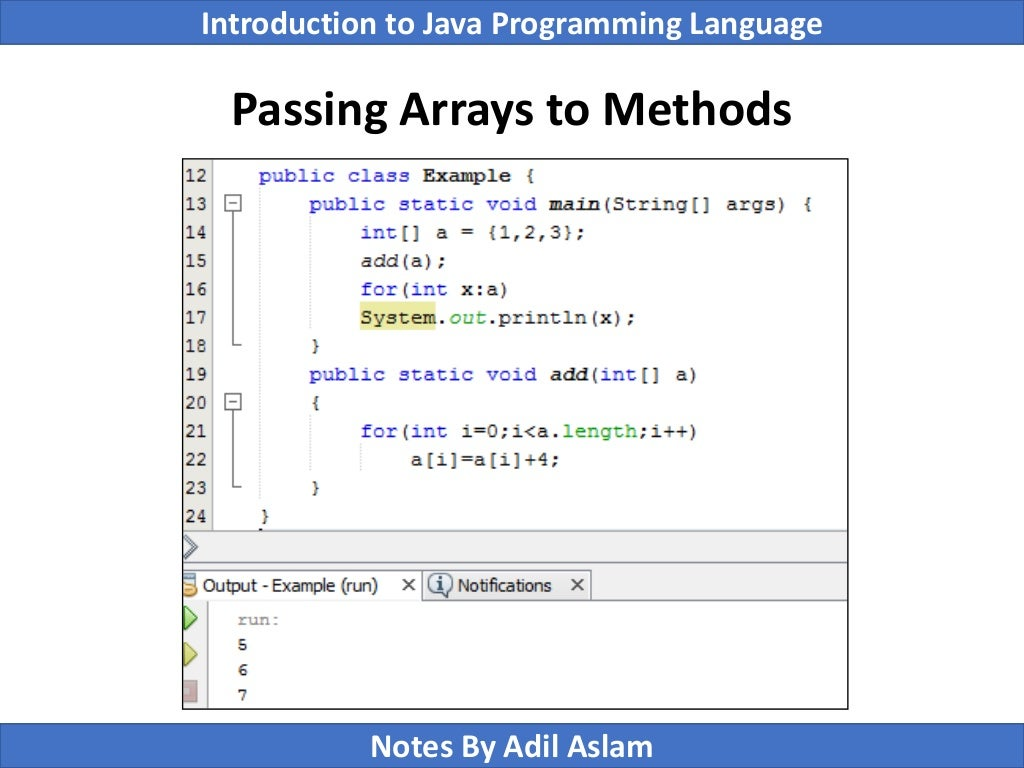 Introduction to Java Programming Language
Passing Arrays to Methods
12 public class Example {
13 public static void main(String[] args) {
14 int[] a = {1,2,3};
15 add(a);
16 for(int x:a)
17 System.out.println(x);
18 }
19 public static void add(int[] a)
20 {
21 for(int i=0;i<a.length;i++)
22 a[i]=a[i]+4;
23 }
24 }
Output - Example (run) Notifications
run:
5
6
7
Notes By Adil Aslam